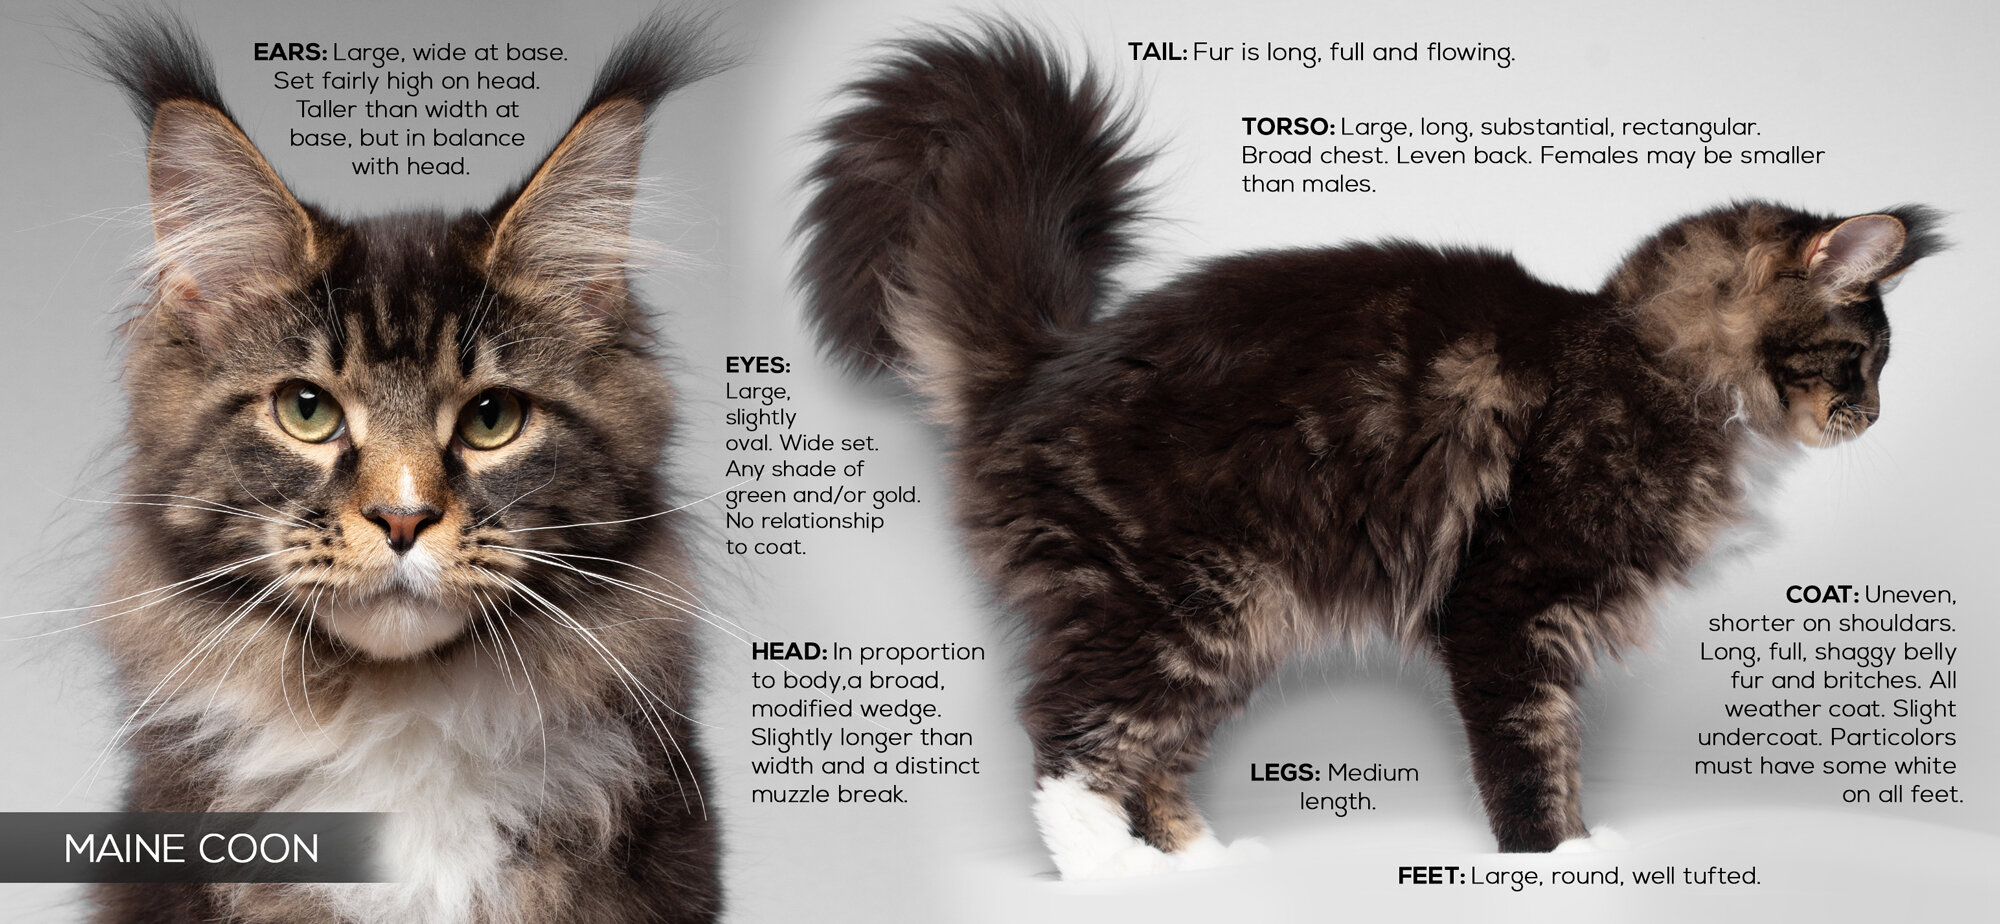 EARS: Large, wide at base.
Set fairly high on head.
Taller than width at
base, but in balance
with head.
TAIL: Fur is long, full and flowing.
TORSO: Large, long, substantial, rectangular.
Broad chest. Leven back. Females may be smaller
than males.
EYES:
Large,
slightly
oval. Wide set.
Any shade of
green and/or gold.
No relationship
to coat.
HEAD: In proportion
to body,a broad,
modified wedge.
Slightly longer than
width and a distinct
muzzle break.
COAT: Uneven,
shorter on shouldars.
Long, full, shaggy belly
fur and britches. All
weather coat. Slight
undercoat. Particolors
must have some white
on all feet.
LEGS: Medium
length.
FEET: Large, round, well tufted.
MAINE COON